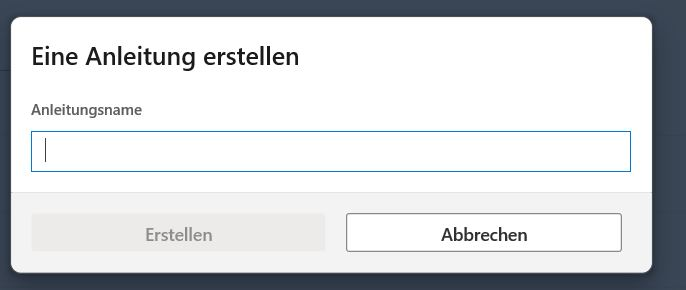 Eine Anleitung erstellen
Anleitungsname
Erstellen
Abbrechen